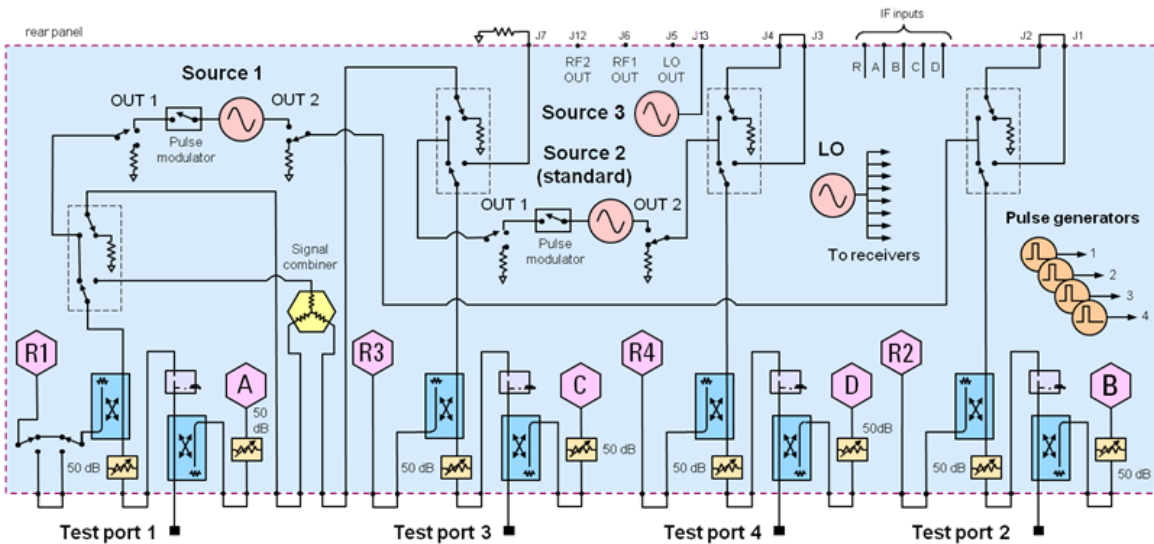 rear panel
J7
J12
J6
J5
J13
J4
J3
IF inputs
J2
J1
RF2
OUT
RF1
OUT
LO
OUT
R
A
B
C
D
Source 1
OUT 1
OUT 2
Pulse
modulator
Source 3
Source 2
(standard)
OUT 1
OUT 2
Pulse
modulator
LO
To receivers
Pulse generators
1
2
3
4
Signal
combiner
R1
A
R3
C
R4
D
R2
B
50
dB
50 dB
50 dB
50 dB
50 dB
50dB
50 dB
50 dB
Test port 1
Test port 3
Test port 4
Test port 2